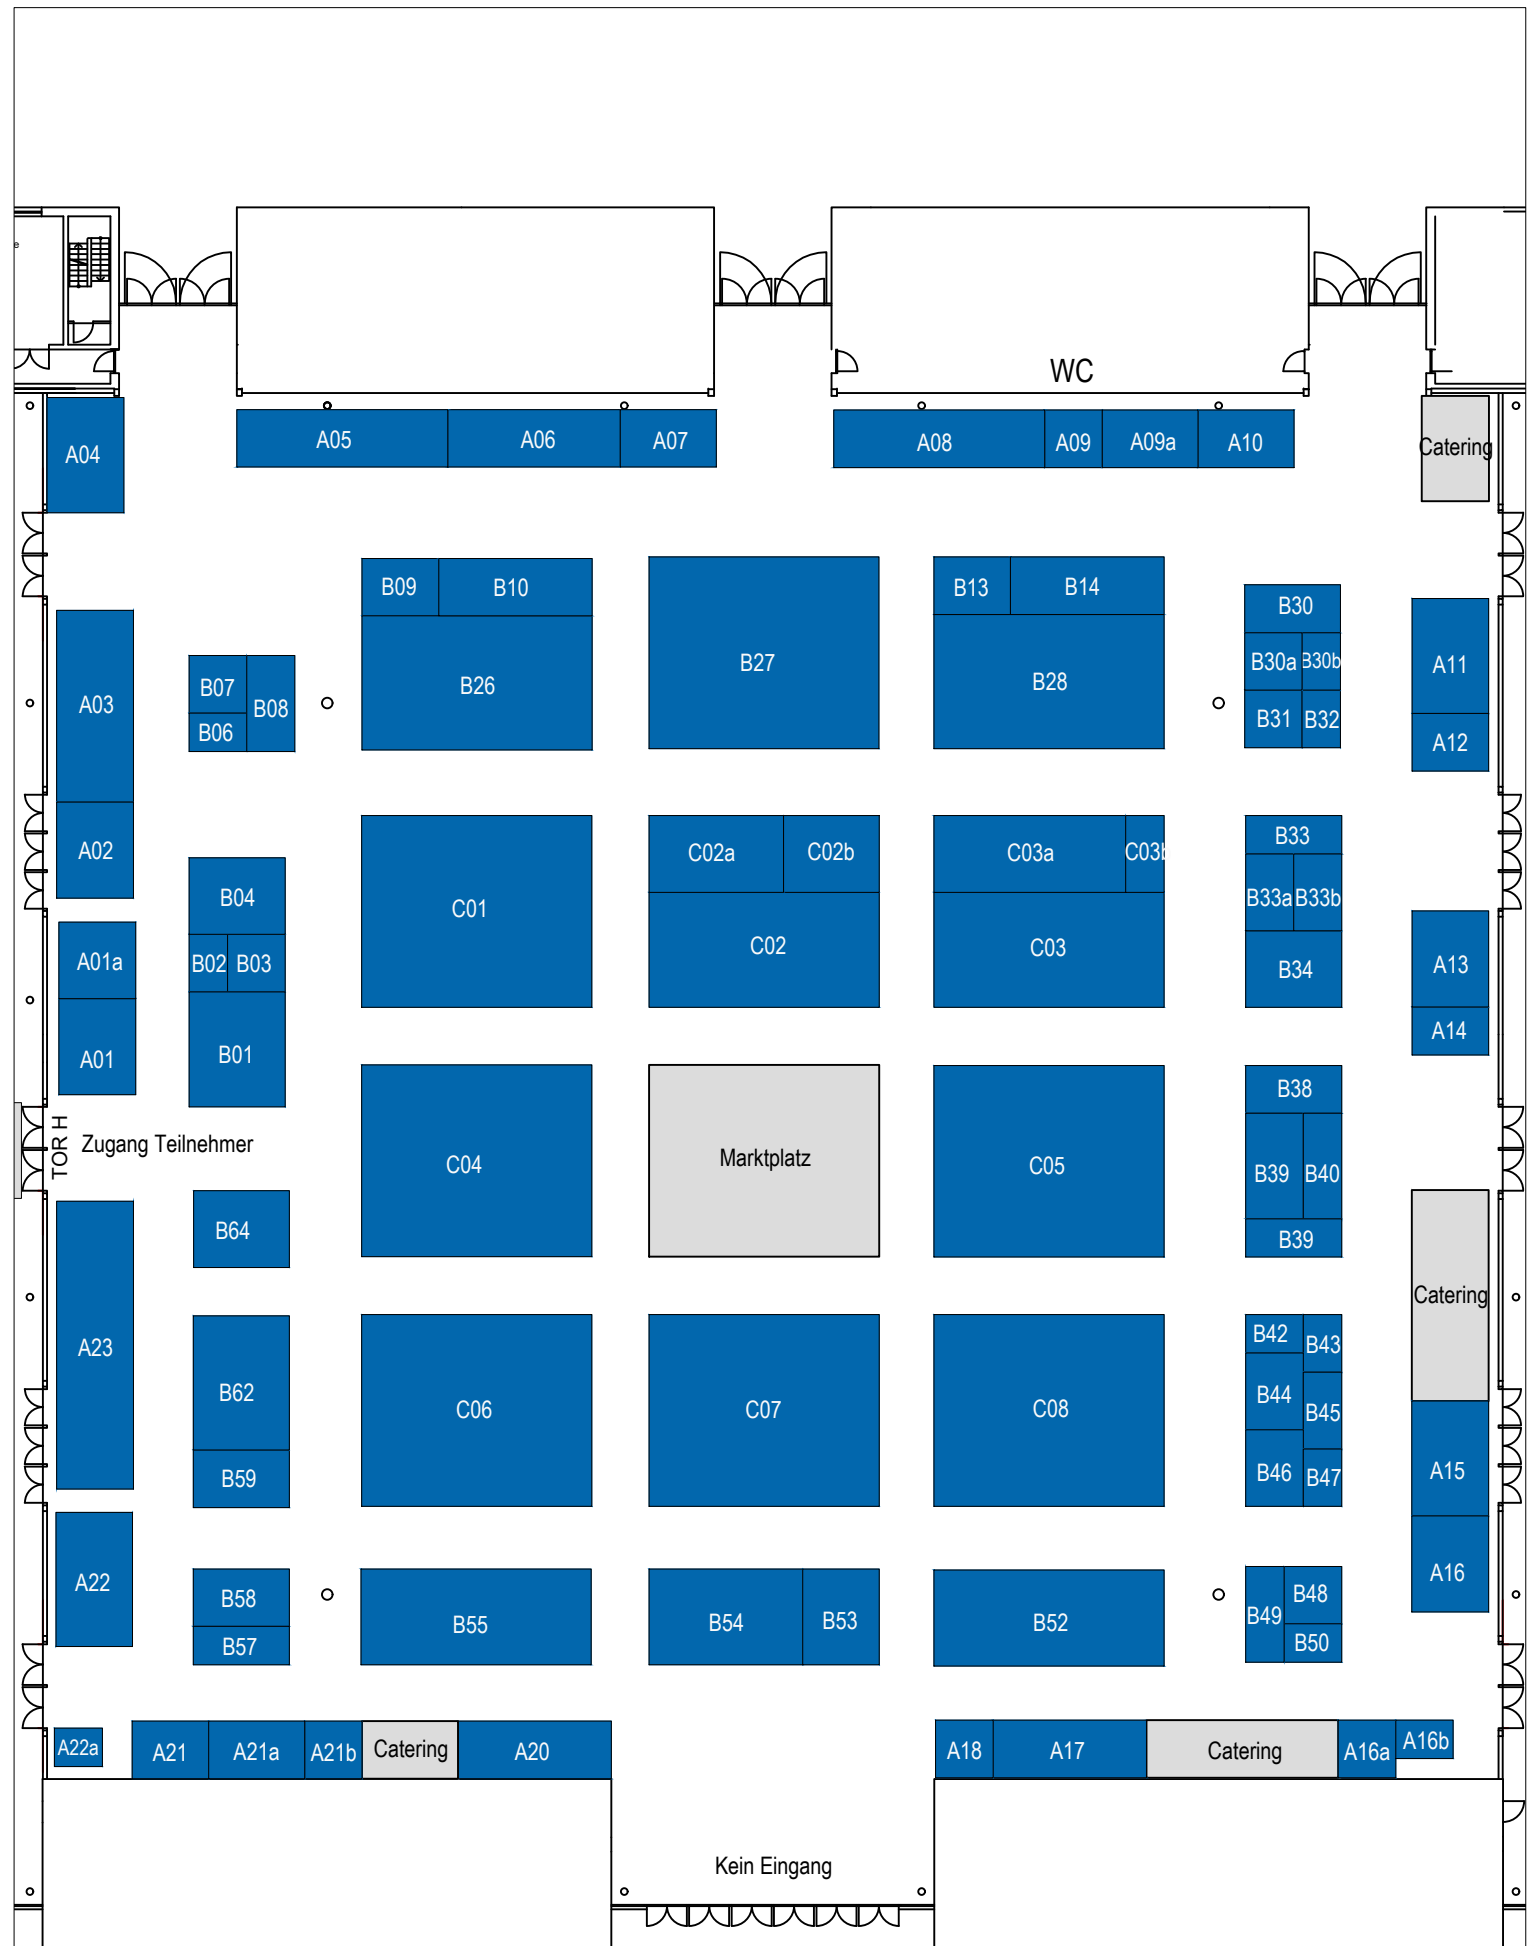 e
WC
A04
A05
A06
A07
A08
A09
A09a
A10
Catering
B09
B10
B27
B13
B14
B30
A03
B07
B08
B06
B26
B28
B30a
B30b
B31
B32
A11
A12
A02
B04
C01
C02a
C02b
C03a
C03b
B33
B33a
B33b
A01a
B02
B03
C02
C03
B34
A13
A01
B01
A14
TOR H
Zugang Teilnehmer
C04
Marktplatz
C05
B38
B39
B40
B64
B39
A23
B62
C06
C07
C08
B42
B43
Catering
B44
B45
B59
B46
B47
A15
A22
B58
B57
B55
B54
B53
B52
B49
B48
B50
A16
A22a
A21
A21a
A21b
Catering
A20
A18
A17
Catering
A16a
A16b
Kein Eingang